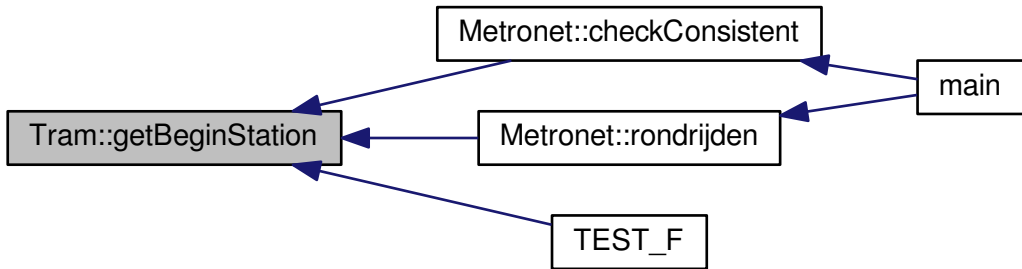 Metronet::checkConsistent
main
Tram::getBeginStation
Metronet::rondrijden
TEST_F